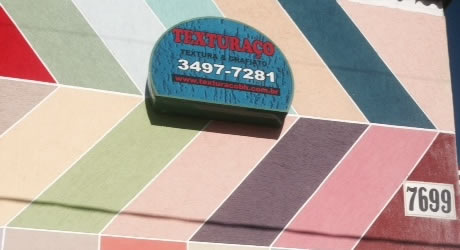 TEXTURAÇO
TEXTURA & GRAFIATO
3497-7281
www.texturacobh.com.br
7699